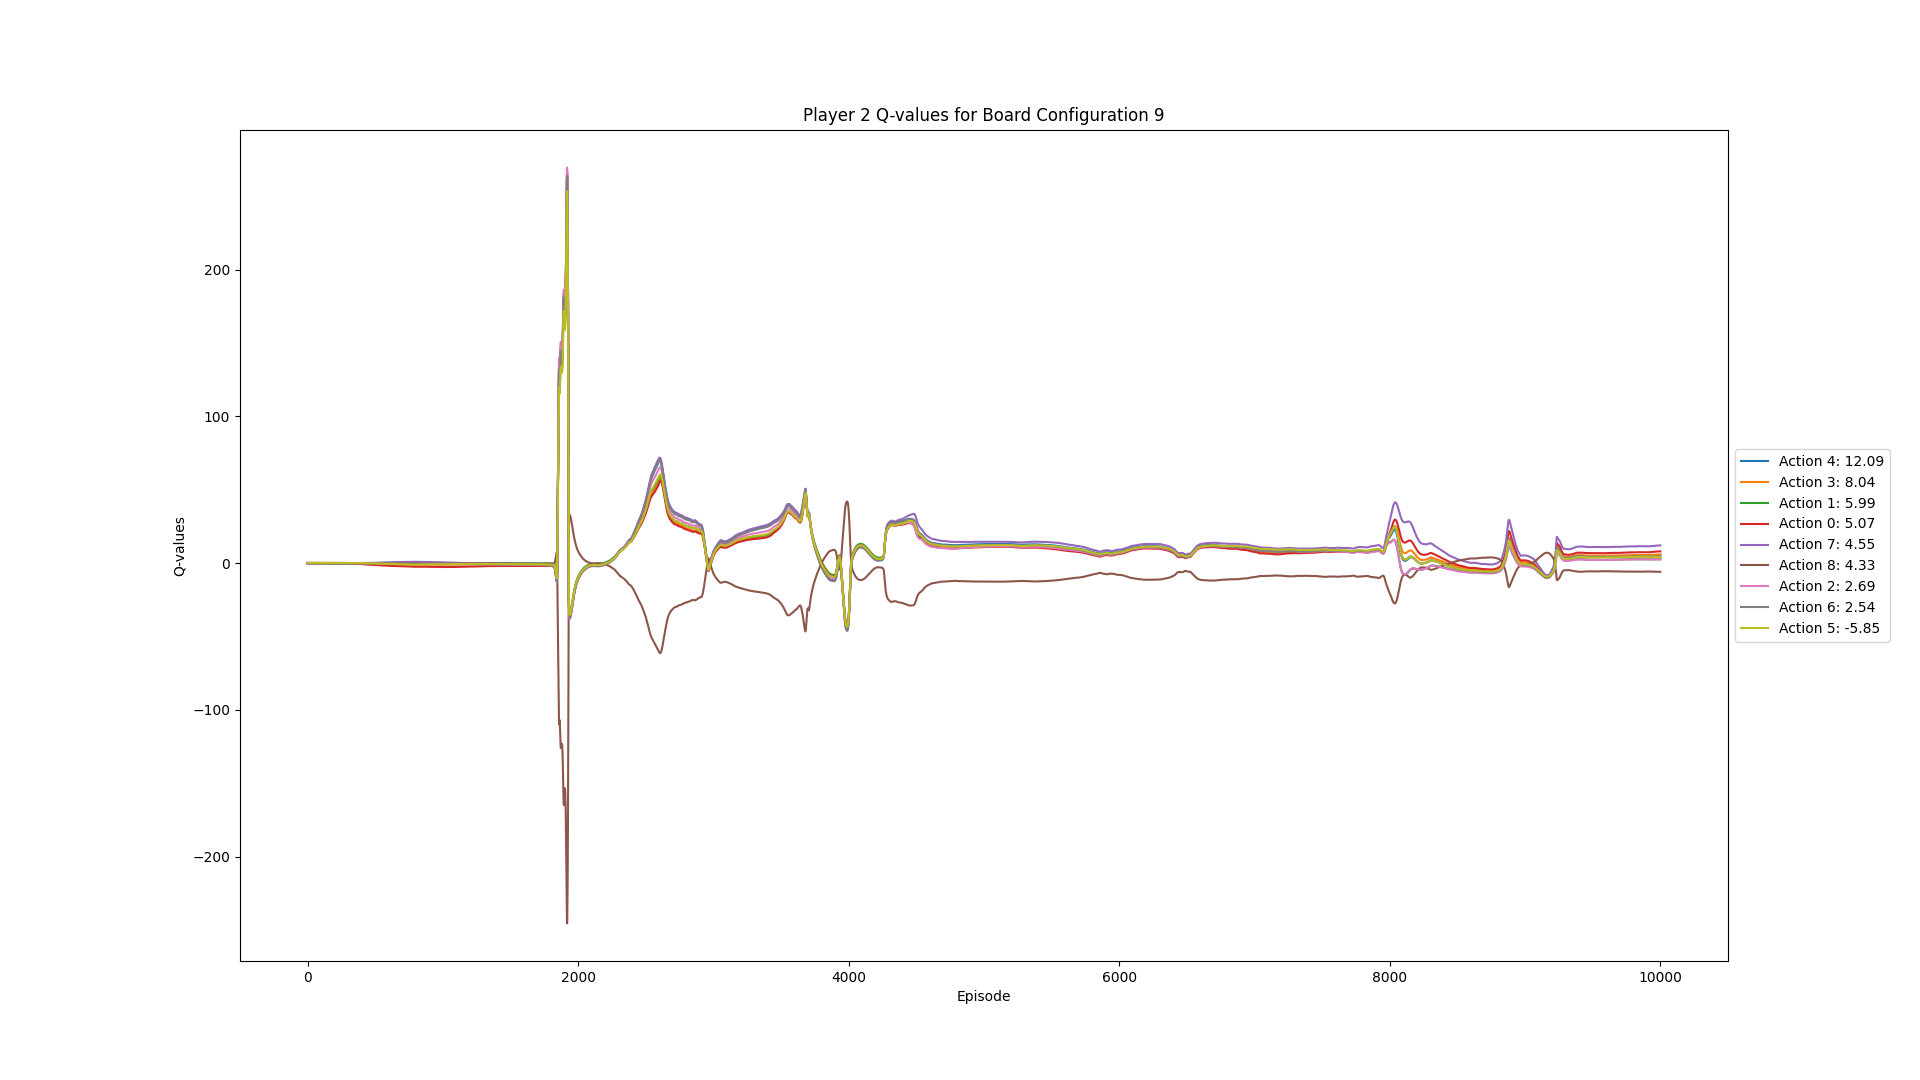 Player 2 Q-values for Board Configuration 9
Q-values
200
100
0
−100
−200
0
2000
4000
6000
8000
10000
Episode
Action 4: 12.09
Action 3: 8.04
Action 1: 5.99
Action 0: 5.07
Action 7: 4.55
Action 8: 4.33
Action 2: 2.69
Action 6: 2.54
Action 5: -5.85